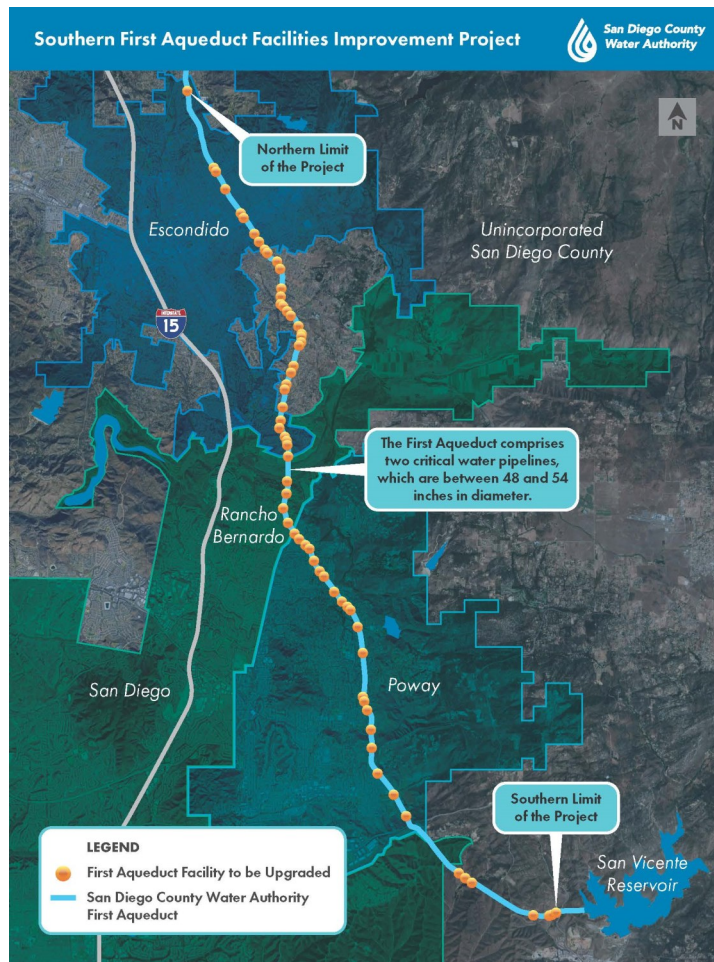 Southern First Aqueduct Facilities Improvement Project
San Diego County
Water Authority
N
Northern Limit
of the Project
Escondido
Unincorporated
San Diego County
INTERSTATE
15
The First Aqueduct comprises
two critical water pipelines,
which are between 48 and 54
inches in diameter.
Rancho
Bernardo
San Diego
Poway
Southern Limit
of the Project
San Vicente
Reservoir
LEGEND
First Aqueduct Facility to be Upgraded
San Diego County Water Authority
First Aqueduct